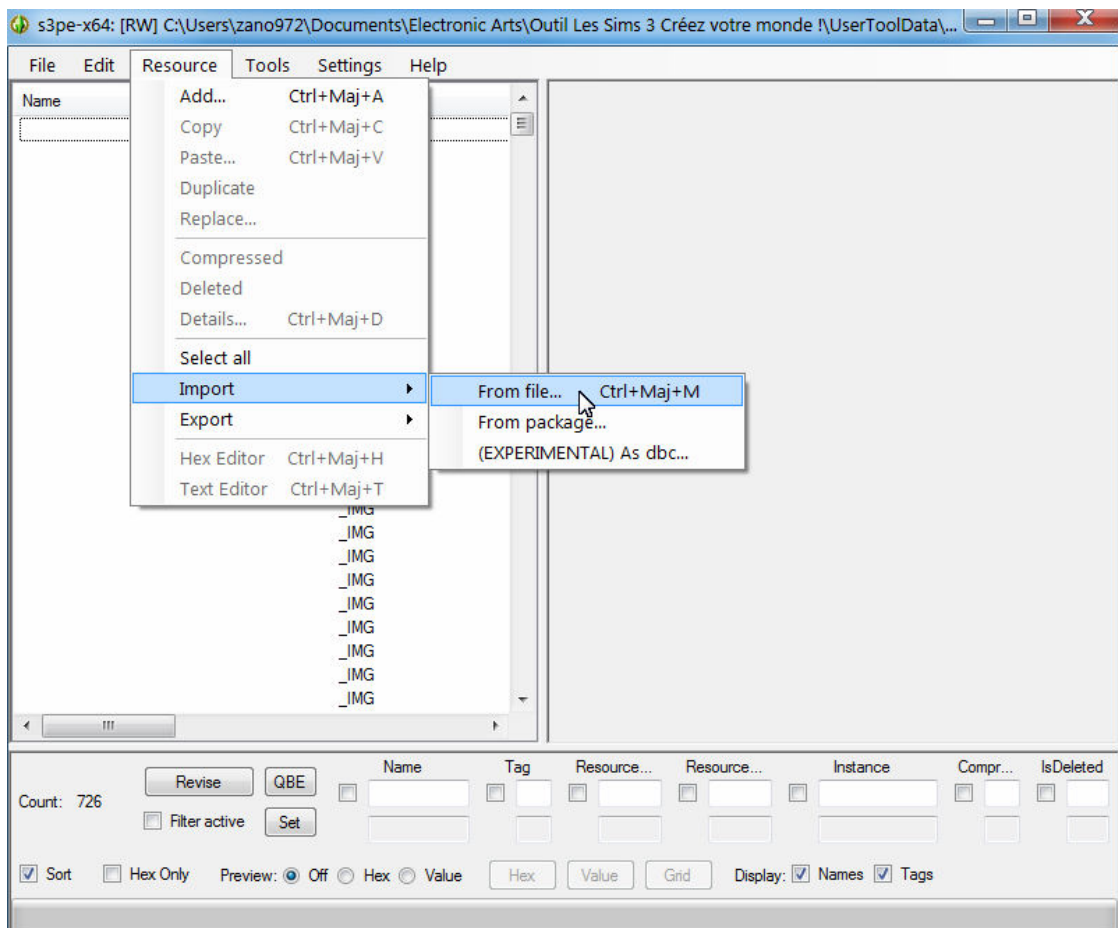 s3pe-x64: [RW] C:\Users\zano972\Documents\Electronic Arts\Outil Les Sims 3 Créez votre monde !\UserToolData\...
File Edit Resource Tools Settings Help
Name
Add... Ctrl+Maj+A
Copy Ctrl+Maj+C
Paste... Ctrl+Maj+V
Duplicate
Replace...
Compressed
Deleted
Details... Ctrl+Maj+D
Select all
Import
Export
Hex Editor Ctrl+Maj+H
Text Editor Ctrl+Maj+T
From file... Ctrl+Maj+M
From package...
(EXPERIMENTAL) As dbc...
_IMG
_IMG
_IMG
_IMG
_IMG
_IMG
_IMG
_IMG
_IMG
Name Tag Resource... Resource... Instance Compr... IsDeleted
Revise QBE
Count: 726
Filter active Set
Sort Hex Only Preview: Off Hex Value Hex Value Grid Display: Names Tags